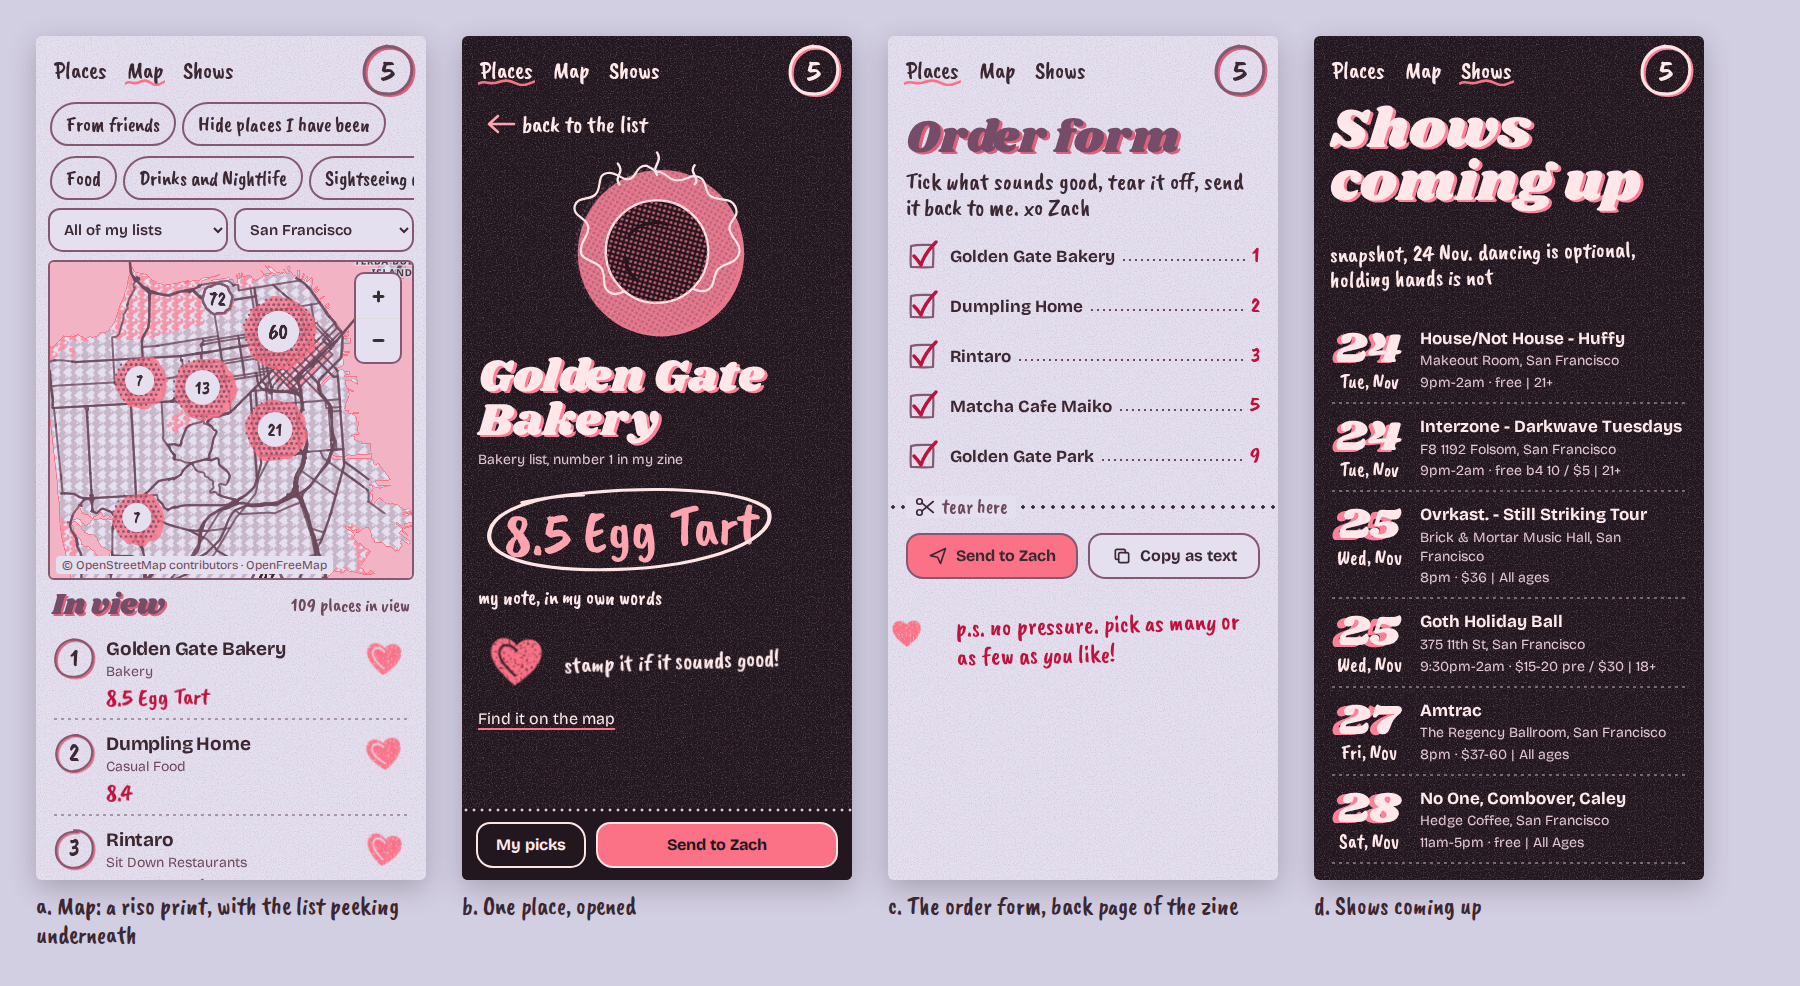 Places Map Shows 5
From friends Hide places I have been
Food Drinks and Nightlife Sightseeing
All of my lists San Francisco
ISLAND
+
−
72
60
7
13
21
7
© OpenStreetMap contributors · OpenFreeMap
In view 109 places in view
1 Golden Gate Bakery
Bakery
8.5 Egg Tart
2 Dumpling Home
Casual Food
8.4
3 Rintaro
Sit Down Restaurants
a. Map: a riso print, with the list peeking
underneath
Places Map Shows 5
← back to the list
Golden Gate
Bakery
Bakery list, number 1 in my zine
8.5 Egg Tart
my note, in my own words
stamp it if it sounds good!
Find it on the map
My picks Send to Zach
b. One place, opened
Places Map Shows 5
Order form
Tick what sounds good, tear it off, send
it back to me. xo Zach
Golden Gate Bakery 1
Dumpling Home 2
Rintaro 3
Matcha Cafe Maiko 5
Golden Gate Park 9
tear here
Send to Zach Copy as text
p.s. no pressure. pick as many or
as few as you like!
c. The order form, back page of the zine
Places Map Shows 5
Shows
coming up
snapshot, 24 Nov. dancing is optional,
holding hands is not
24 House/Not House - Huffy
Makeout Room, San Francisco
Tue, Nov 9pm-2am · free | 21+
24 Interzone - Darkwave Tuesdays
F8 1192 Folsom, San Francisco
Tue, Nov 9pm-2am · free b4 10 / $5 | 21+
25 Ovrkast. - Still Striking Tour
Brick & Mortar Music Hall, San
Wed, Nov Francisco
8pm · $36 | All ages
25 Goth Holiday Ball
375 11th St, San Francisco
Wed, Nov 9:30pm-2am · $15-20 pre / $30 | 18+
27 Amtrac
The Regency Ballroom, San Francisco
Fri, Nov 8pm · $37-60 | All ages
28 No One, Combover, Caley
Hedge Coffee, San Francisco
Sat, Nov 11am-5pm · free | All Ages
d. Shows coming up